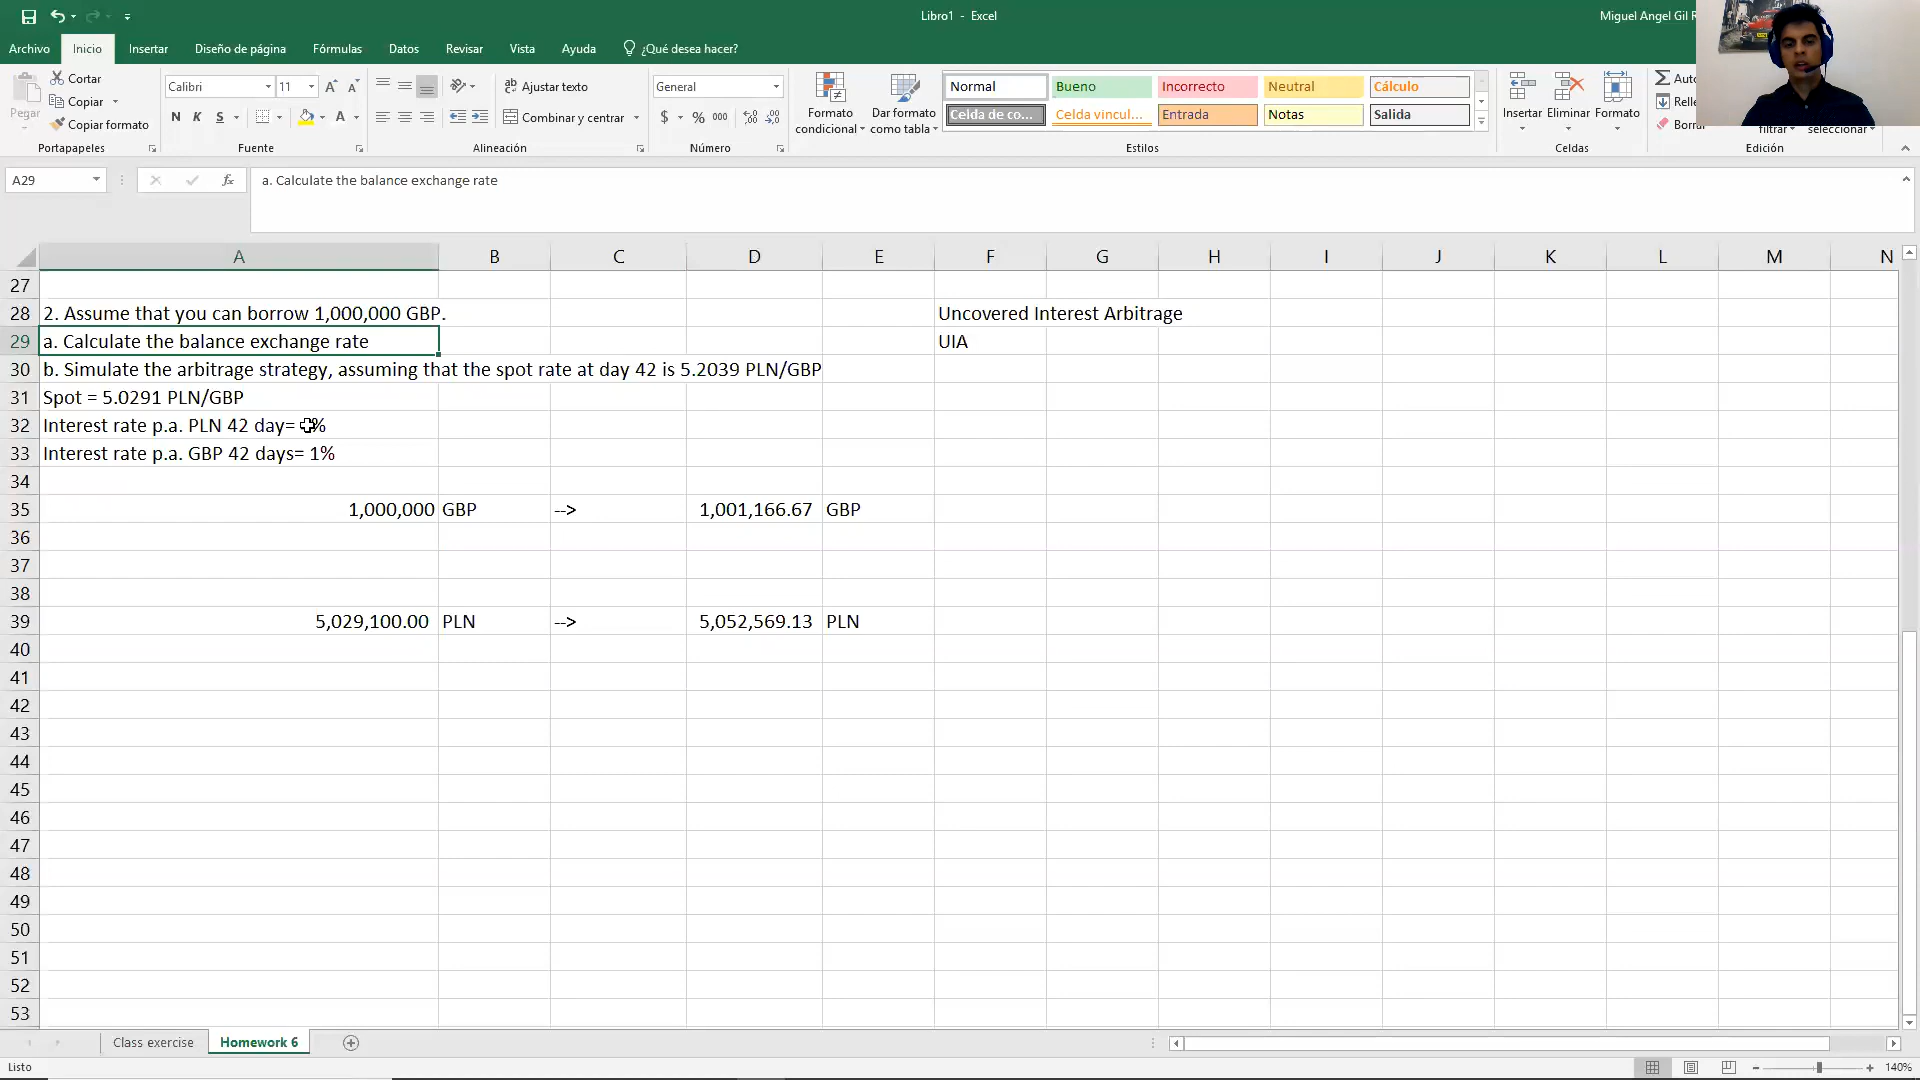 Libro1 - Excel
Miguel Angel Gil
Archivo Inicio Insertar Diseño de página Fórmulas Datos Revisar Vista Ayuda ¿Qué desea hacer?
Pegar
Cortar
Copiar
Copiar formato
Portapapeles
Calibri 11
N K S
Fuente
Ajustar texto
Combinar y centrar
Alineación
General
$ % 000
Número
Formato condicional
Dar formato como tabla
Normal Bueno Incorrecto Neutral Cálculo
Celda de co... Celda vincul... Entrada Notas Salida
Estilos
Insertar Eliminar Formato
Celdas
filtrar seleccionar
Edición
A29 fx a. Calculate the balance exchange rate
A B C D E F G H I J K L M N
27
28 2. Assume that you can borrow 1,000,000 GBP. Uncovered Interest Arbitrage
29 a. Calculate the balance exchange rate UIA
30 b. Simulate the arbitrage strategy, assuming that the spot rate at day 42 is 5.2039 PLN/GBP
31 Spot = 5.0291 PLN/GBP
32 Interest rate p.a. PLN 42 day= %
33 Interest rate p.a. GBP 42 days= 1%
34
35 1,000,000 GBP --> 1,001,166.67 GBP
36
37
38
39 5,029,100.00 PLN --> 5,052,569.13 PLN
40
41
42
43
44
45
46
47
48
49
50
51
52
53
Class exercise Homework 6
Listo
140%